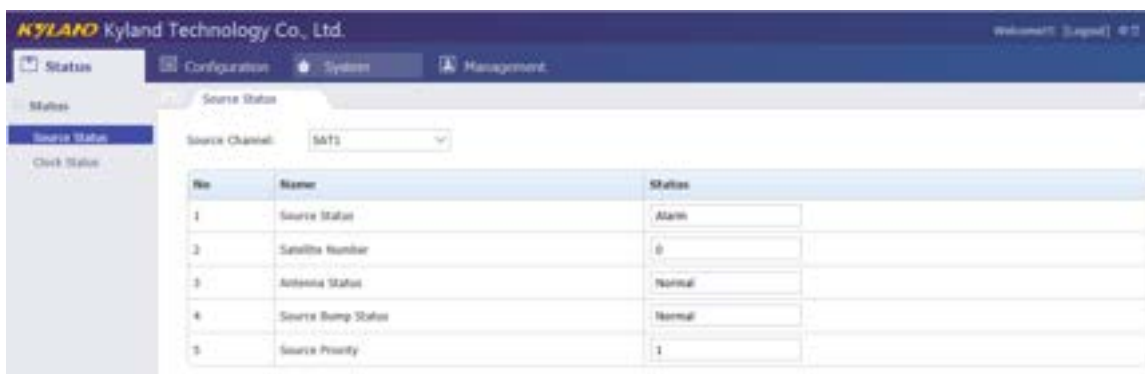 KYLAND Kyland Technology Co., Ltd.
Welcome!!! [Logout]
Status Configuration System Management
Status
Source Status
Clock Status
Source Status
Source Channel: SAT1
No Name Status
1 Source Status Alarm
2 Satellite Number 0
3 Antenna Status Normal
4 Source Bump Status Normal
5 Source Priority 1